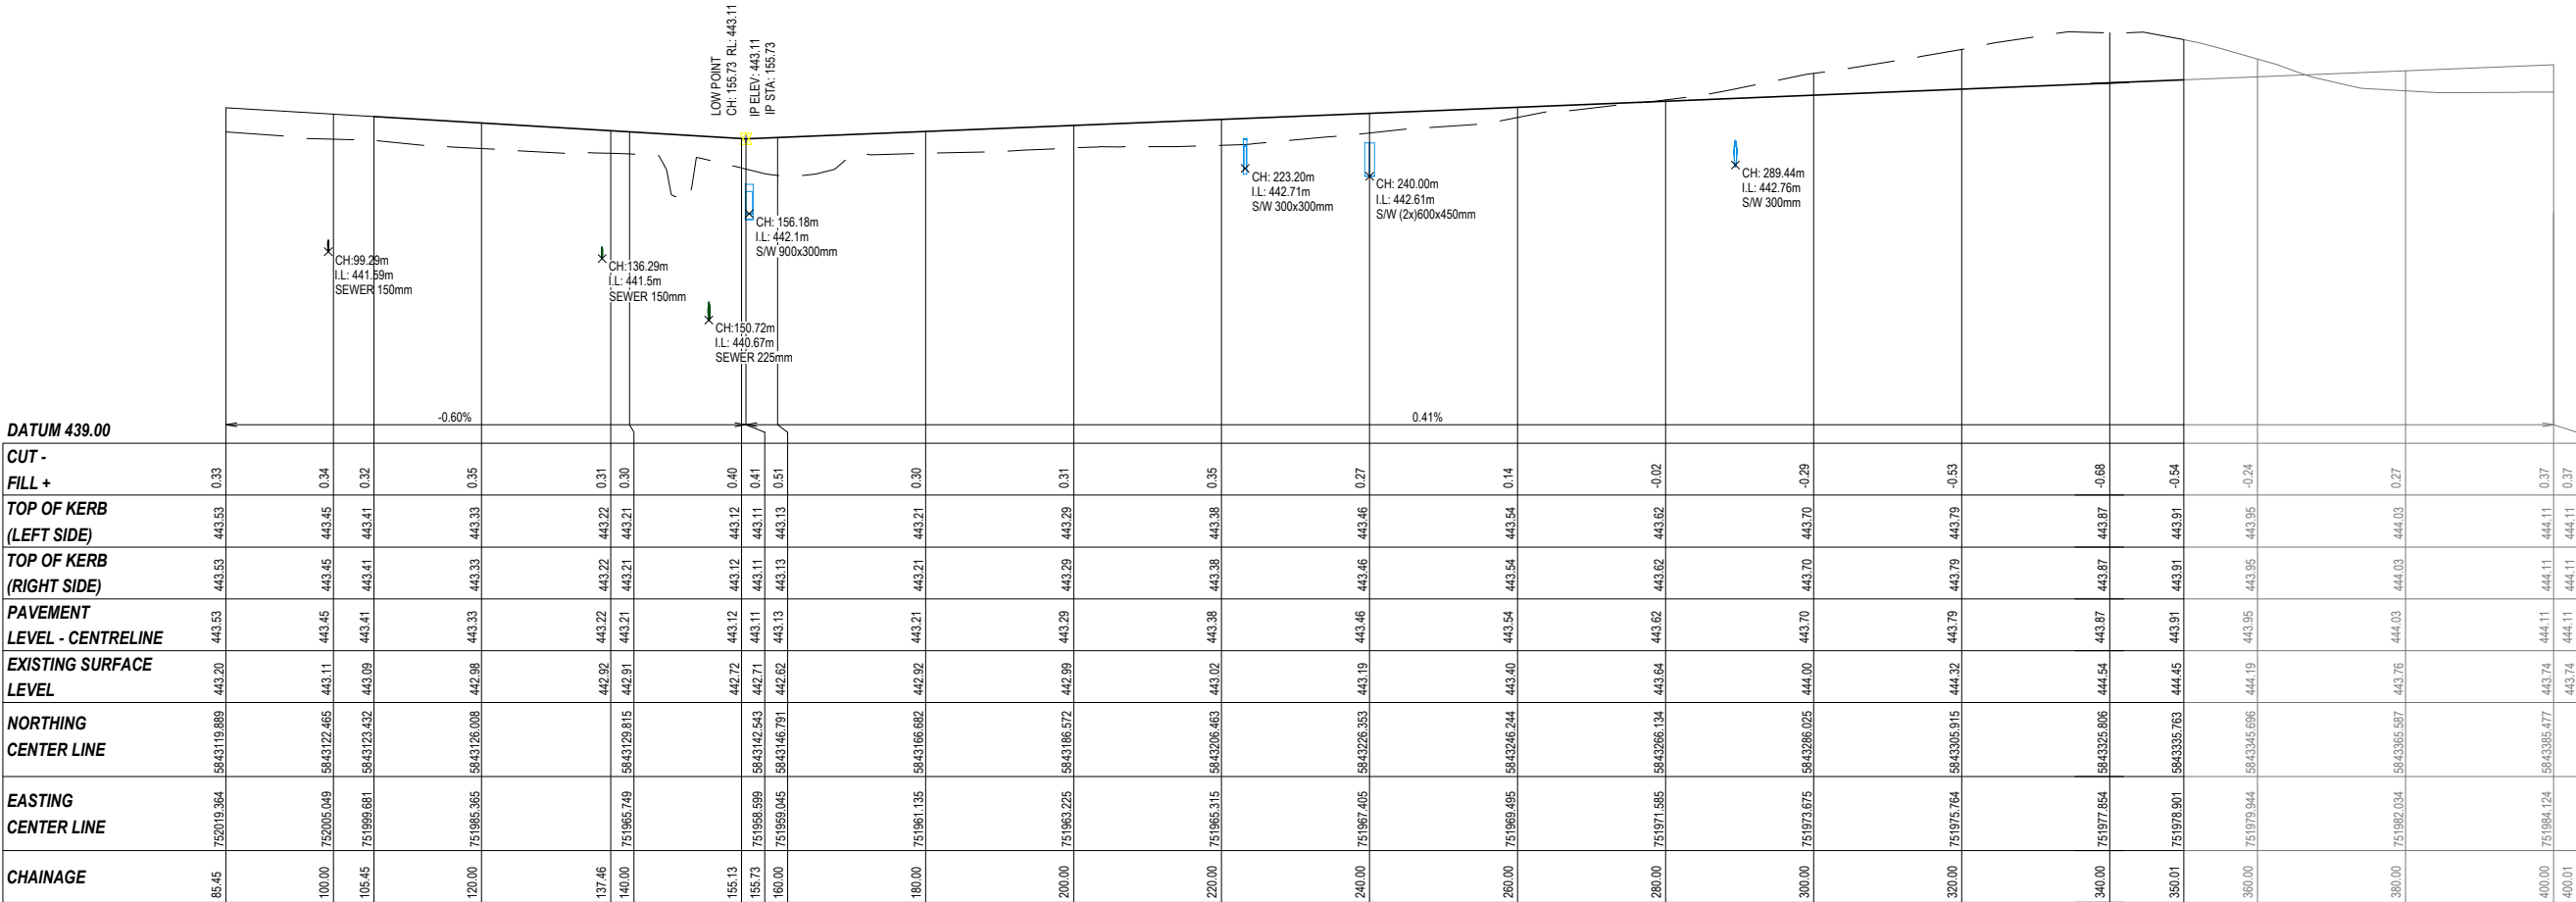 LOW POINT
CH: 155.73 RL: 443.11
IP ELEV: 443.11
IP STA: 155.73
CH: 223.20m
I.L: 442.71m
S/W 300x300mm
CH: 240.00m
I.L: 442.61m
S/W (2x)600x450mm
CH: 289.44m
I.L: 442.76m
S/W 300mm
CH: 156.18m
I.L: 442.1m
S/W 900x300mm
CH:99.29m
I.L: 441.59m
SEWER 150mm
CH:136.29m
I.L: 441.5m
SEWER 150mm
CH:150.72m
I.L: 440.67m
SEWER 225mm
-0.60%
0.41%
DATUM 439.00
CUT -
FILL +
0.33 0.34 0.32 0.35 0.31 0.30 0.40 0.41 0.51 0.30 0.31 0.35 0.27 0.14 -0.02 -0.29 -0.53 -0.68 -0.54 -0.24 0.27 0.37 0.37
TOP OF KERB
(LEFT SIDE)
443.53 443.45 443.41 443.33 443.22 443.21 443.12 443.11 443.13 443.21 443.29 443.38 443.46 443.54 443.62 443.70 443.79 443.87 443.91 443.95 444.03 444.11 444.11
TOP OF KERB
(RIGHT SIDE)
443.53 443.45 443.41 443.33 443.22 443.21 443.12 443.11 443.13 443.21 443.29 443.38 443.46 443.54 443.62 443.70 443.79 443.87 443.91 443.95 444.03 444.11 444.11
PAVEMENT
LEVEL - CENTRELINE
443.53 443.45 443.41 443.33 443.22 443.21 443.12 443.11 443.13 443.21 443.29 443.38 443.46 443.54 443.62 443.70 443.79 443.87 443.91 443.95 444.03 444.11 444.11
EXISTING SURFACE
LEVEL
443.20 443.11 443.09 442.98 442.92 442.91 442.72 442.71 442.62 442.92 442.99 443.02 443.19 443.40 443.64 444.00 444.32 444.54 444.45 444.19 443.76 443.74 443.74
NORTHING
CENTER LINE
5843119.889 5843122.465 5843123.432 5843126.008 5843129.815 5843142.543 5843146.791 5843166.682 5843186.572 5843206.463 5843226.353 5843246.244 5843266.134 5843286.025 5843305.915 5843325.806 5843335.763 5843345.696 5843365.587 5843385.477
EASTING
CENTER LINE
752019.364 752005.049 751999.681 751985.365 751965.749 751958.599 751959.045 751961.135 751963.225 751965.315 751967.405 751969.495 751971.585 751973.675 751975.764 751977.854 751978.901 751979.944 751982.034 751984.124
CHAINAGE
85.45 100.00 105.45 120.00 137.46 140.00 155.13 155.73 160.00 180.00 200.00 220.00 240.00 260.00 280.00 300.00 320.00 340.00 350.01 360.00 380.00 400.00 400.01